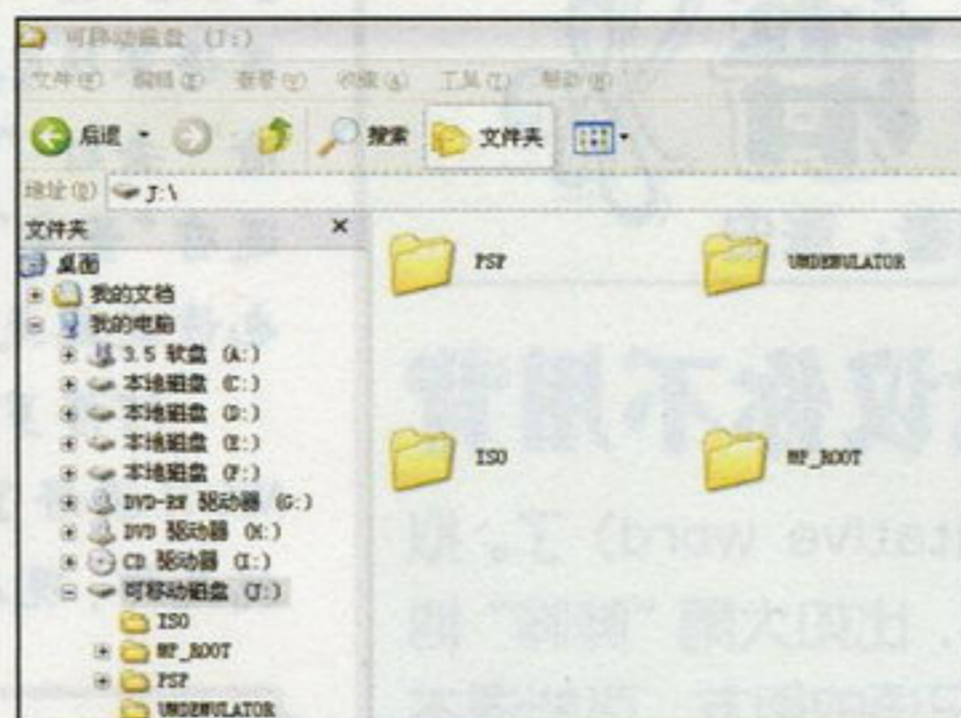 可移动磁盘 (J:)
文件(F) 编辑(E) 查看(V) 收藏(A) 工具(T) 帮助(H)
后退 搜索 文件夹
地址(D) J:\
文件夹 ×
桌面
我的文档
我的电脑
3.5 软盘 (A:)
本地磁盘 (C:)
本地磁盘 (D:)
本地磁盘 (E:)
本地磁盘 (F:)
DVD-RW 驱动器 (G:)
DVD 驱动器 (H:)
CD 驱动器 (I:)
可移动磁盘 (J:)
ISO
MP_ROOT
PSP
UMDEMULATOR
PSP
UMDEMULATOR
ISO
MP_ROOT